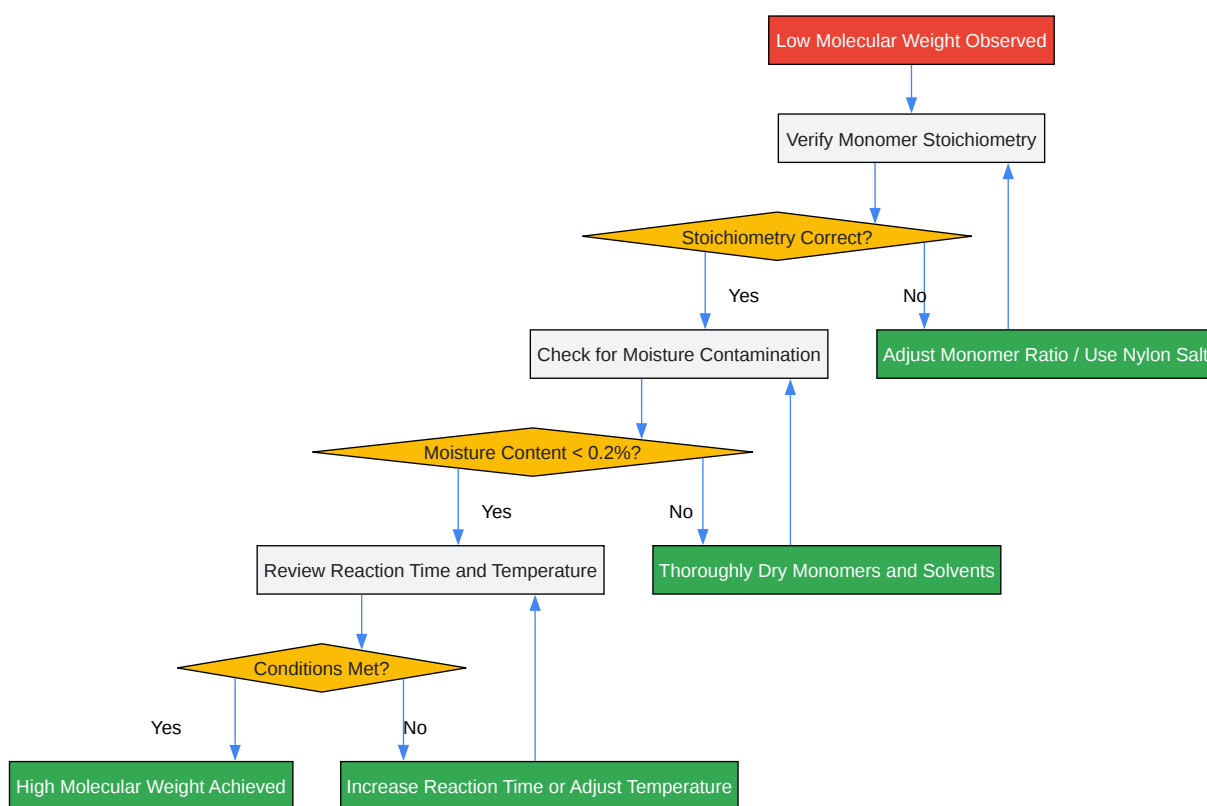 Low Molecular Weight Observed
Verify Monomer Stoichiometry
Stoichiometry Correct?
Yes
No
Check for Moisture Contamination
Adjust Monomer Ratio / Use Nylon Salt
Moisture Content < 0.2%?
Yes
No
Review Reaction Time and Temperature
Thoroughly Dry Monomers and Solvents
Conditions Met?
Yes
No
High Molecular Weight Achieved
Increase Reaction Time or Adjust Temperature